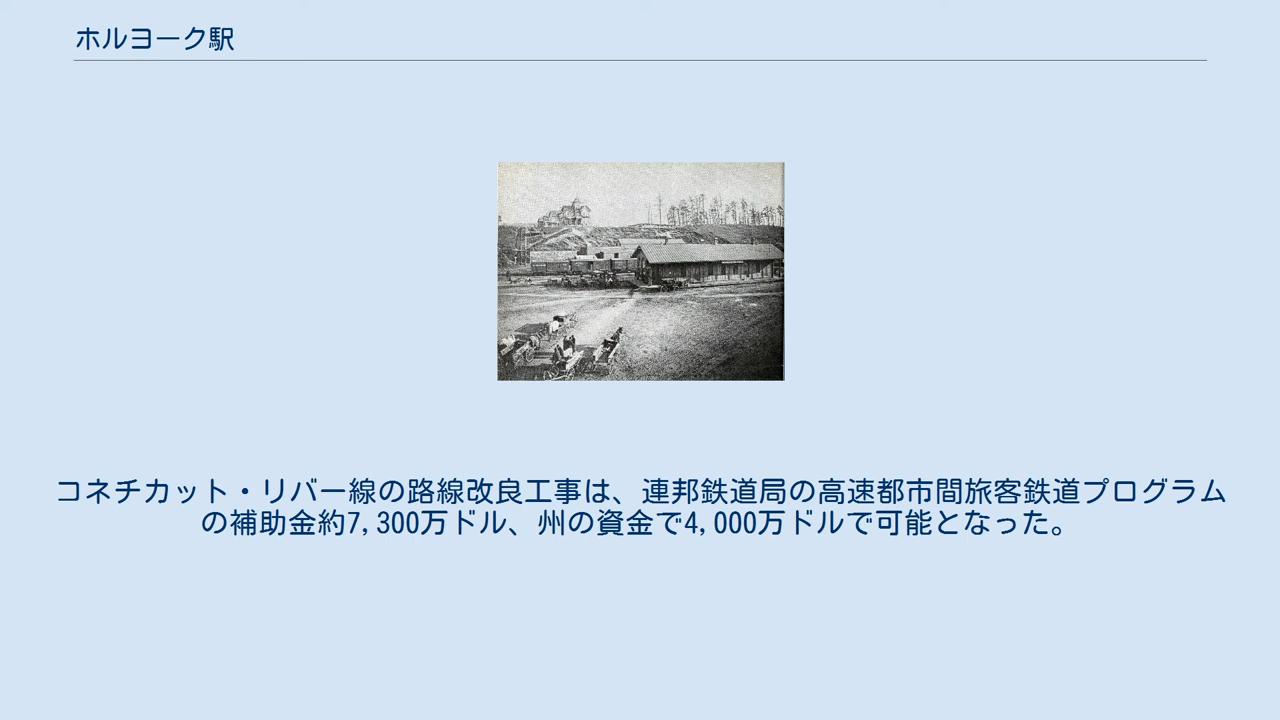 ホルヨーク駅
コネチカット・リバー線の路線改良工事は、連邦鉄道局の高速都市間旅客鉄道プログラム
の補助金約7,300万ドル、州の資金で4,000万ドルで可能となった。